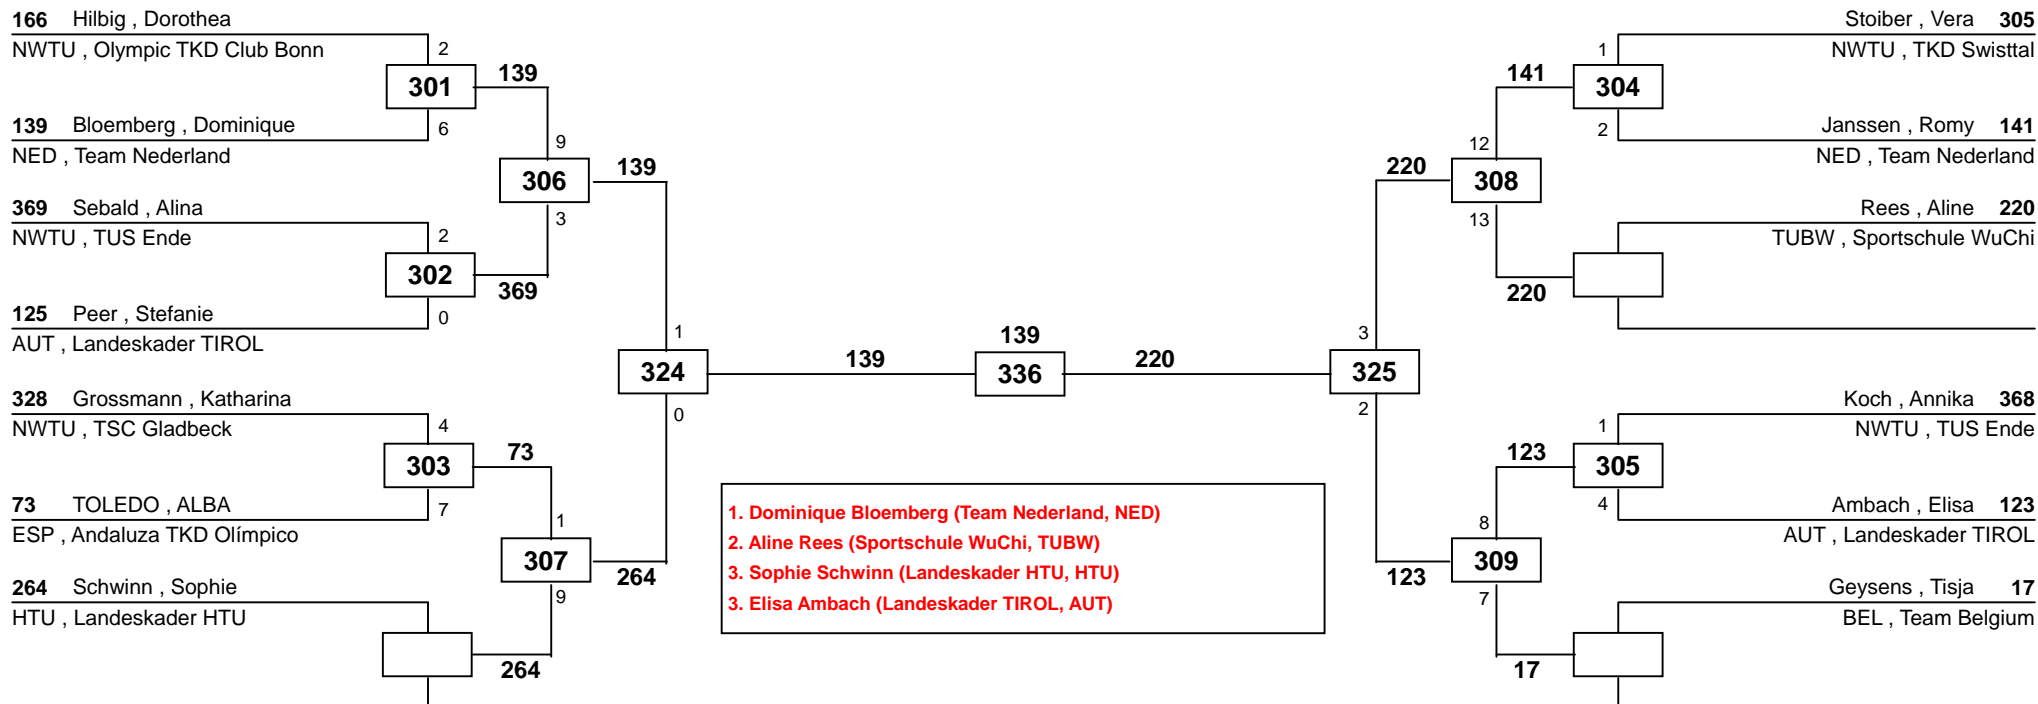 166 Hilbig , Dorothea
NWTU , Olympic TKD Club Bonn
2
301
139
6
139 Bloemberg , Dominique
NED , Team Nederland
9
306
139
3
369 Sebald , Alina
NWTU , TUS Ende
2
302
369
0
125 Peer , Stefanie
AUT , Landeskader TIROL
1
324
139
0
328 Grossmann , Katharina
NWTU , TSC Gladbeck
4
303
73
7
73 TOLEDO , ALBA
ESP , Andaluza TKD Olímpico
1
307
264
9
264 Schwinn , Sophie
HTU , Landeskader HTU
264
139
336
220
1. Dominique Bloemberg (Team Nederland, NED)
2. Aline Rees (Sportschule WuChi, TUBW)
3. Sophie Schwinn (Landeskader HTU, HTU)
3. Elisa Ambach (Landeskader TIROL, AUT)
Stoiber , Vera 305
NWTU , TKD Swisttal
1
141
304
2
Janssen , Romy 141
NED , Team Nederland
12
220
308
13
Rees , Aline 220
TUBW , Sportschule WuChi
220
3
325
2
Koch , Annika 368
NWTU , TUS Ende
1
123
305
4
Ambach , Elisa 123
AUT , Landeskader TIROL
8
123
309
7
Geysens , Tisja 17
BEL , Team Belgium
17